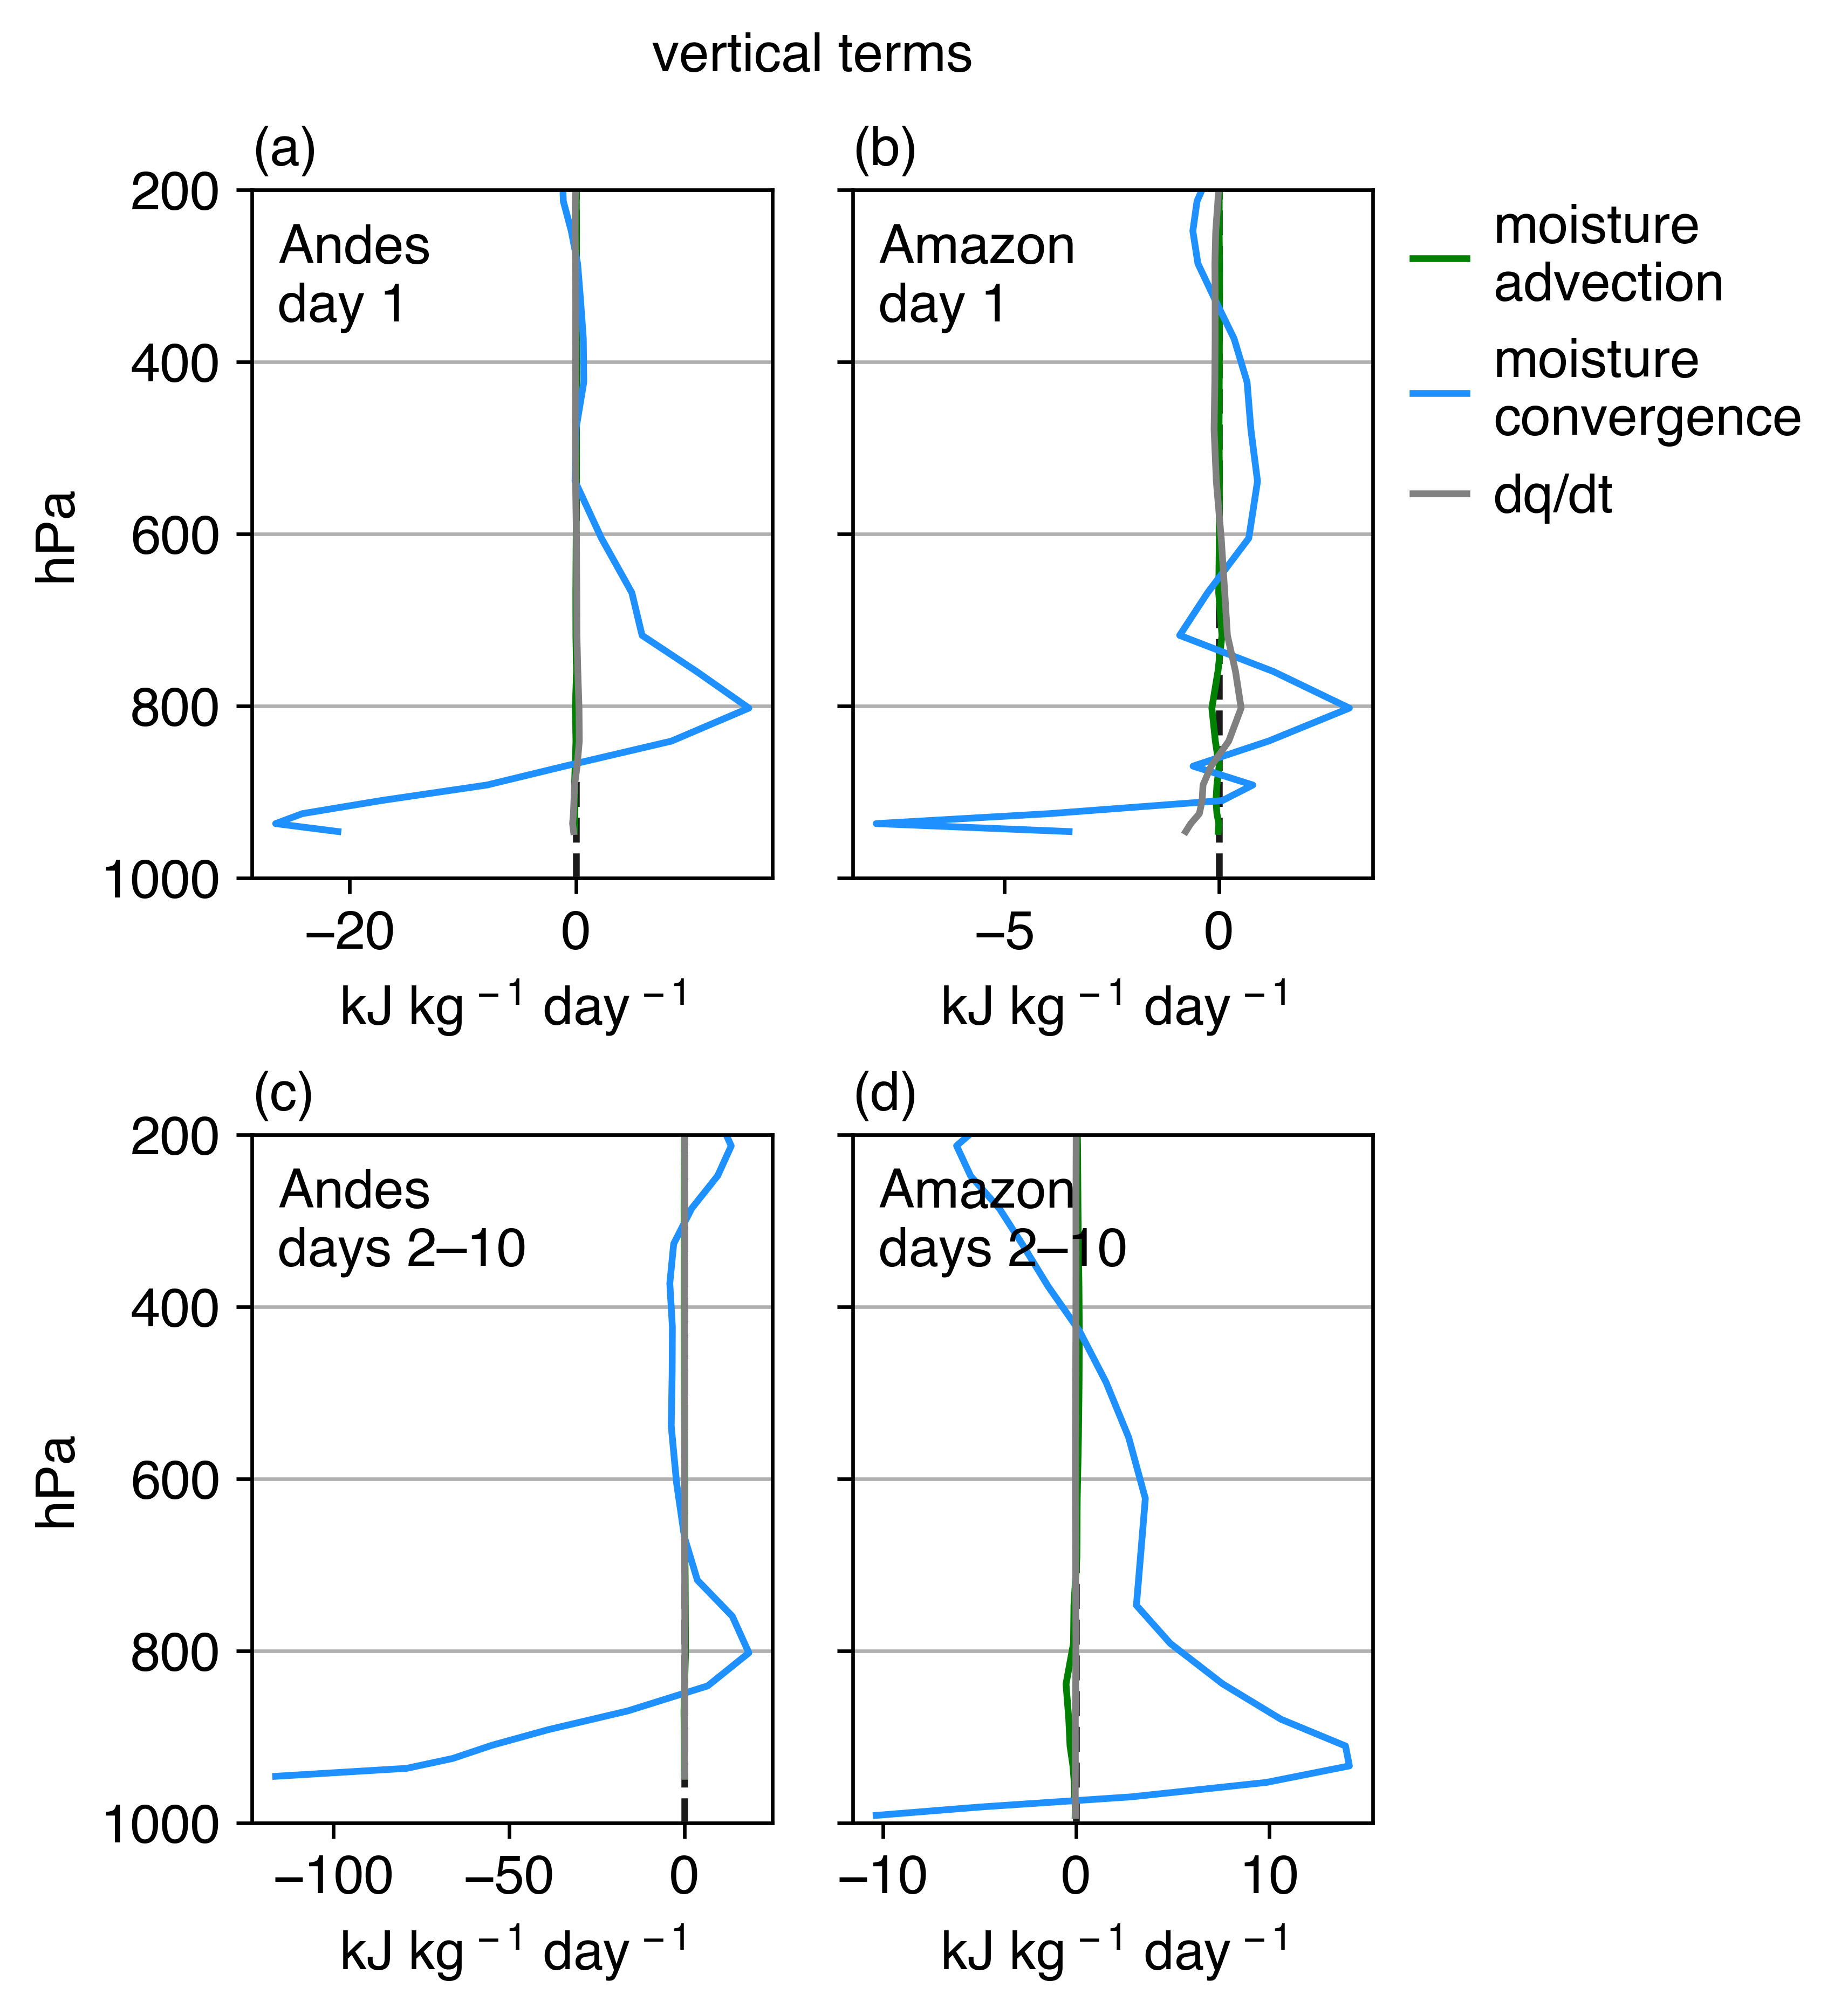 vertical terms
(a)
(b)
200
400
600
800
1000
hPa
Andes
day 1
Amazon
day 1
moisture
advection
moisture
convergence
dq/dt
−20
0
−5
0
kJ kg⁻¹ day⁻¹
kJ kg⁻¹ day⁻¹
(c)
(d)
200
400
600
800
1000
hPa
Andes
days 2–10
Amazon
days 2–10
−100
−50
0
−10
0
10
kJ kg⁻¹ day⁻¹
kJ kg⁻¹ day⁻¹